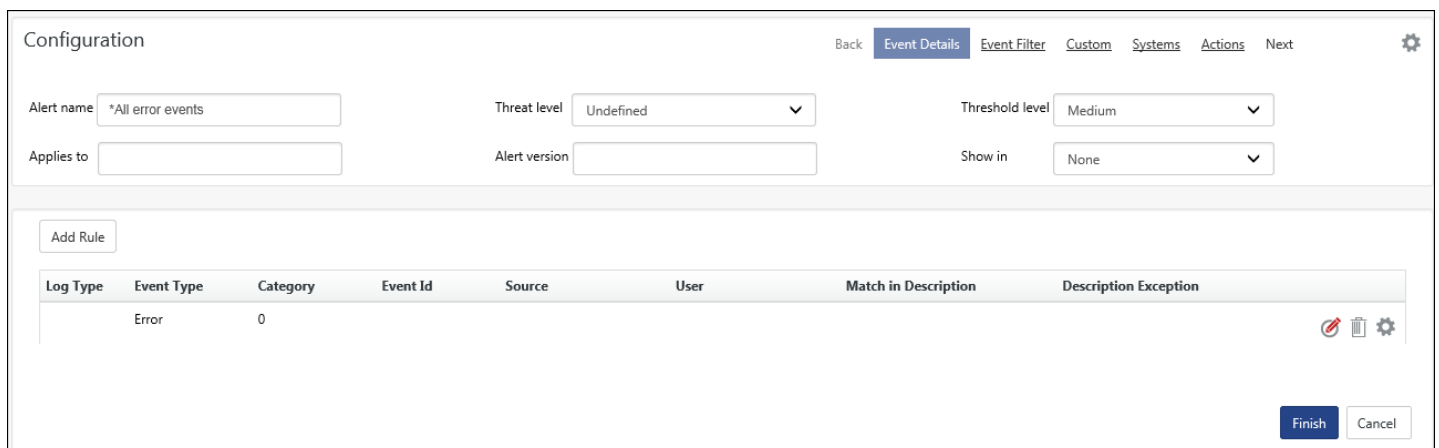 Configuration
Back Event Details Event Filter Custom Systems Actions Next
Alert name *All error events Threat level Undefined Threshold level Medium
Applies to Alert version Show in None
Add Rule
Log Type Event Type Category Event Id Source User Match in Description Description Exception
Error 0
Finish Cancel